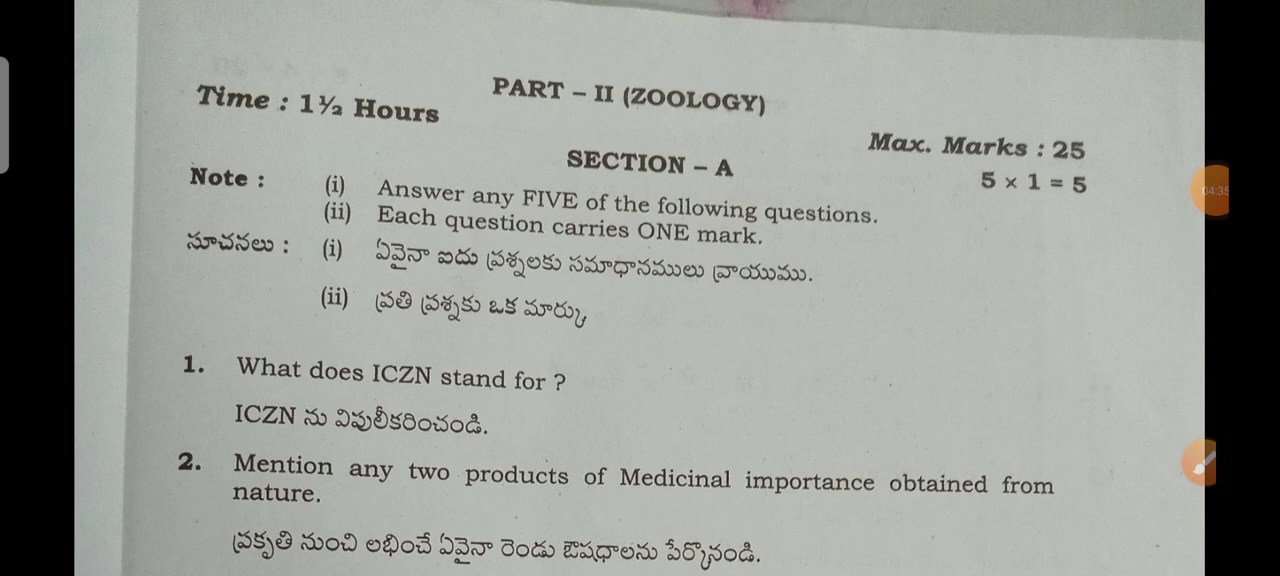 PART – II (ZOOLOGY)
Time : 1½ Hours
Max. Marks : 25
SECTION – A
5 × 1 = 5
Note : (i) Answer any FIVE of the following questions.
(ii) Each question carries ONE mark.
సూచనలు : (i) ఏవైనా ఐదు ప్రశ్నలకు సమాధానములు వ్రాయుము.
(ii) ప్రతి ప్రశ్నకు ఒక మార్కు
1. What does ICZN stand for ?
ICZN ను విపులీకరించండి.
2. Mention any two products of Medicinal importance obtained from
nature.
ప్రకృతి నుంచి లభించే ఏవైనా రెండు ఔషధాలను పేర్కొనండి.
04:35